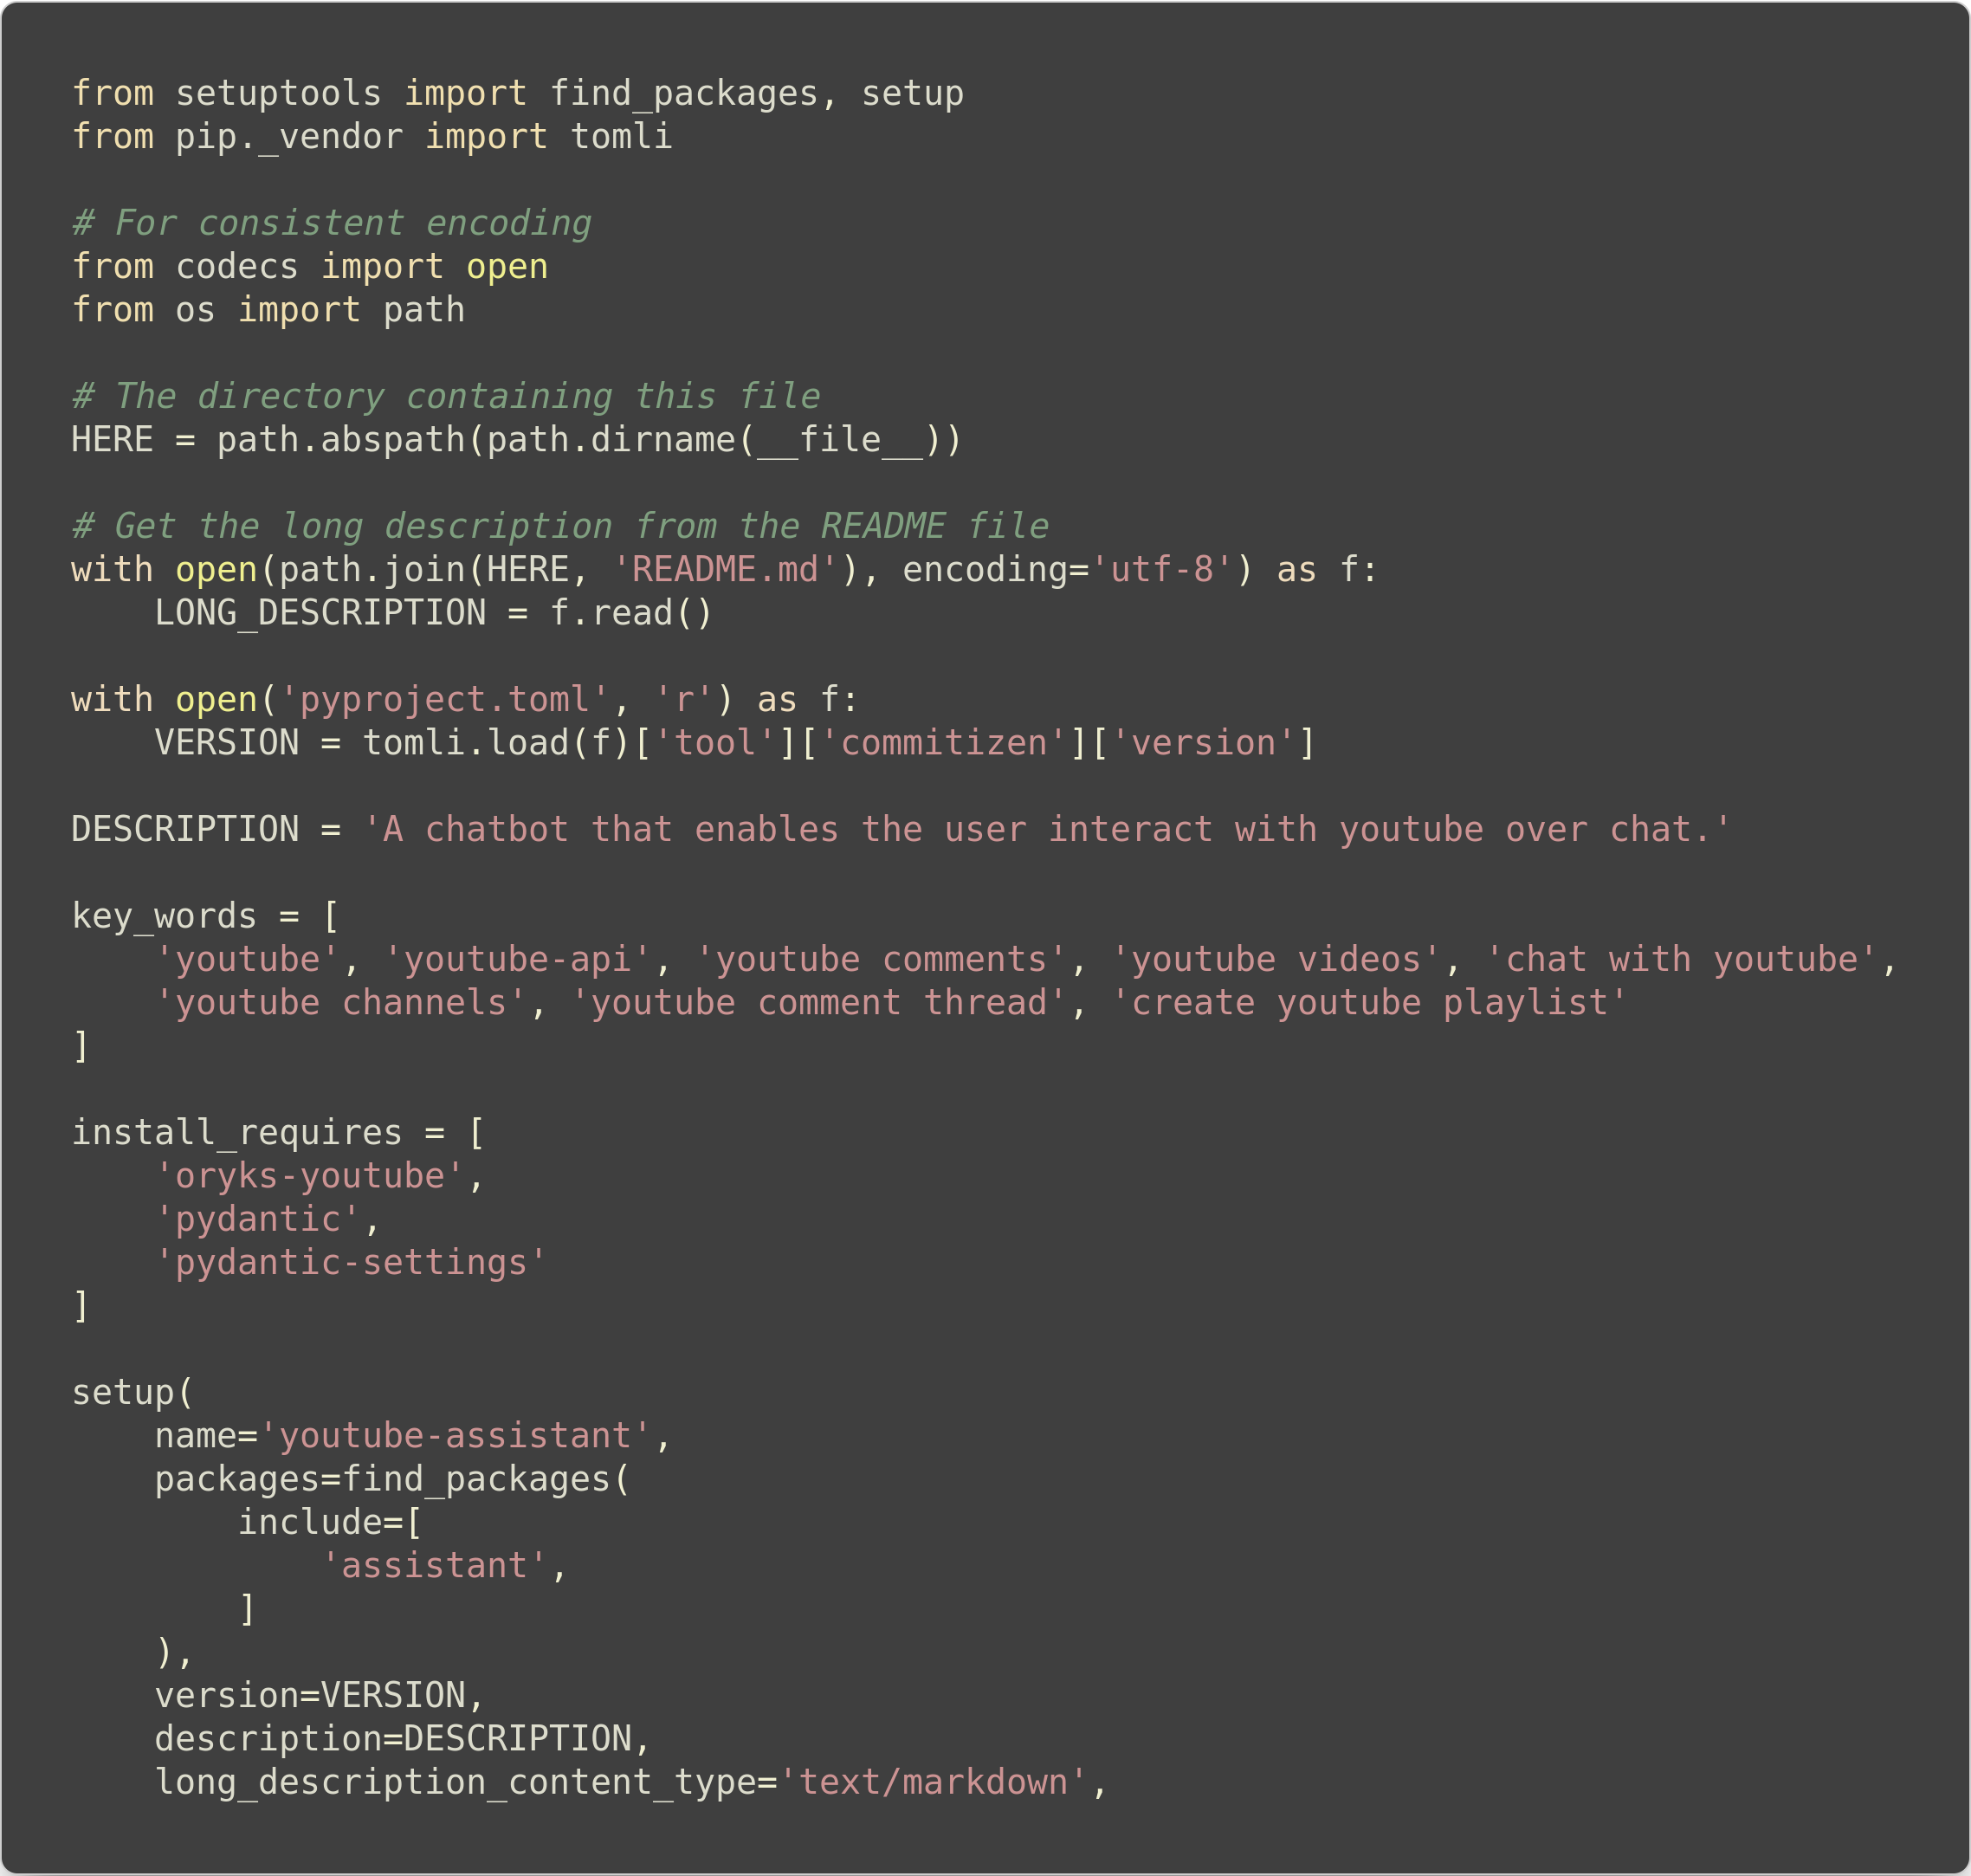 from setuptools import find_packages, setup
from pip._vendor import tomli

# For consistent encoding
from codecs import open
from os import path

# The directory containing this file
HERE = path.abspath(path.dirname(__file__))

# Get the long description from the README file
with open(path.join(HERE, 'README.md'), encoding='utf-8') as f:
    LONG_DESCRIPTION = f.read()

with open('pyproject.toml', 'r') as f:
    VERSION = tomli.load(f)['tool']['commitizen']['version']

DESCRIPTION = 'A chatbot that enables the user interact with youtube over chat.'

key_words = [
    'youtube', 'youtube-api', 'youtube comments', 'youtube videos', 'chat with youtube',
    'youtube channels', 'youtube comment thread', 'create youtube playlist'
]

install_requires = [
    'oryks-youtube',
    'pydantic',
    'pydantic-settings'
]

setup(
    name='youtube-assistant',
    packages=find_packages(
        include=[
            'assistant',
        ]
    ),
    version=VERSION,
    description=DESCRIPTION,
    long_description_content_type='text/markdown',